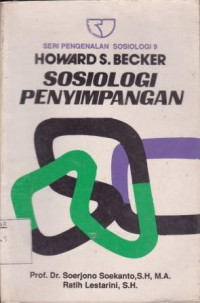 SERI PENGENALAN SOSIOLOGI 9
HOWARD S. BECKER
SOSIOLOGI
PENYIMPANGAN
Prof. Dr. Soerjono Soekanto,S.H, M.A.
Ratih Lestarini, S.H.